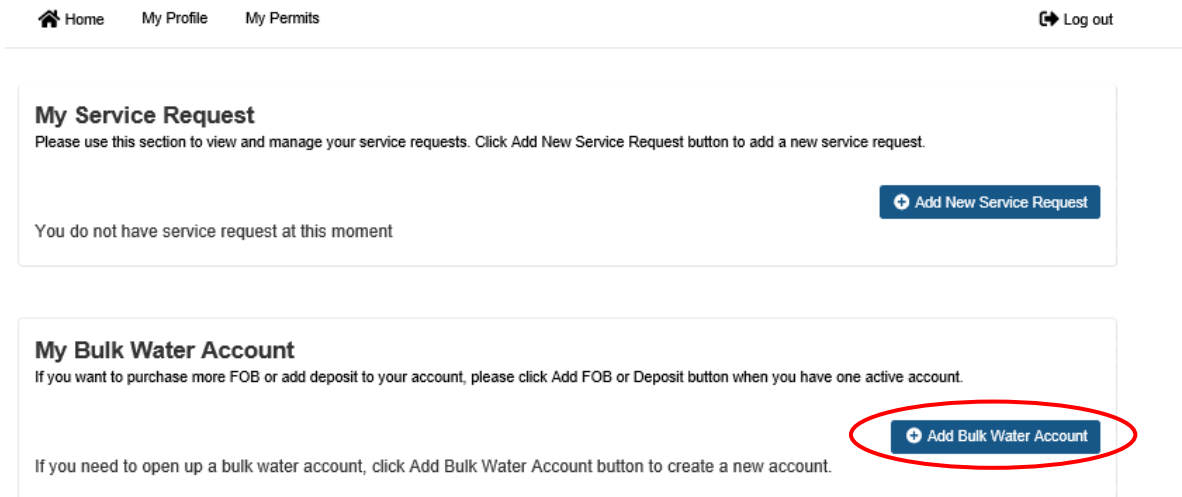 Home My Profile My Permits Log out
My Service Request
Please use this section to view and manage your service requests. Click Add New Service Request button to add a new service request.
Add New Service Request
You do not have service request at this moment
My Bulk Water Account
If you want to purchase more FOB or add deposit to your account, please click Add FOB or Deposit button when you have one active account.
Add Bulk Water Account
If you need to open up a bulk water account, click Add Bulk Water Account button to create a new account.